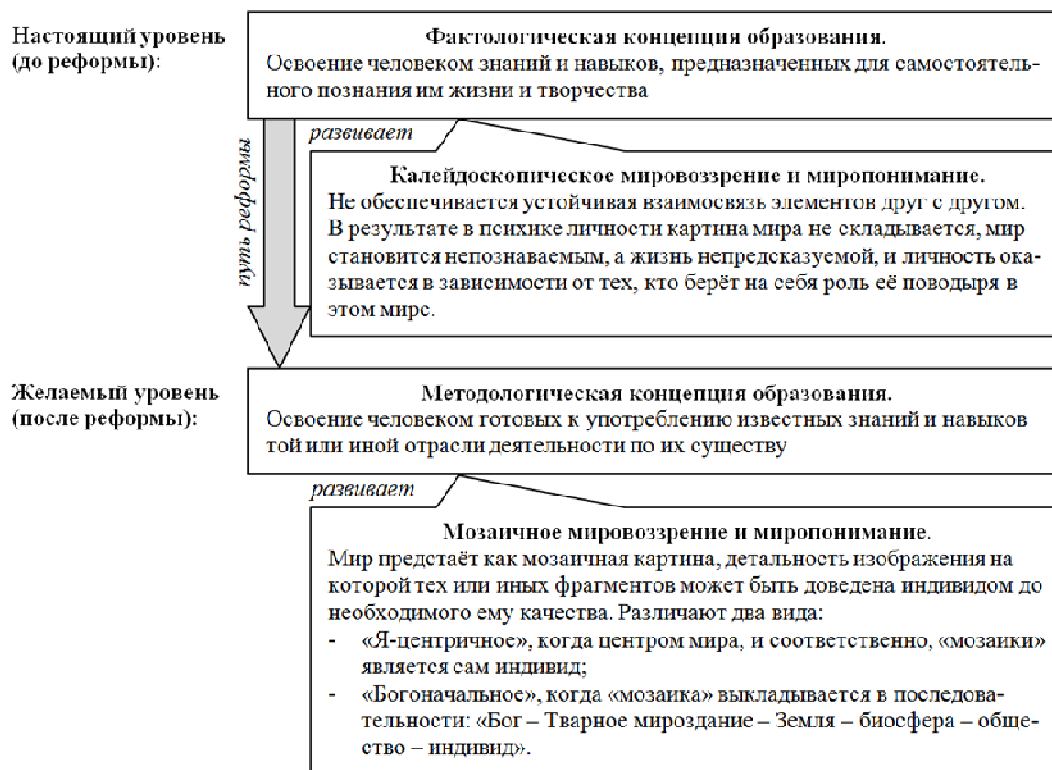 Настоящий уровень
(до реформы):
Фактологическая концепция образования.
Освоение человеком знаний и навыков, предназначенных для самостоятель-
ного познания им жизни и творчества
развивает
путь реформы
Калейдоскопическое мировоззрение и миропонимание.
Не обеспечивается устойчивая взаимосвязь элементов друг с другом.
В результате в психике личности картина мира не складывается, мир
становится непознаваемым, а жизнь непредсказуемой, и личность ока-
зывается в зависимости от тех, кто берёт на себя роль её поводыря в
этом мире.
Желаемый уровень
(после реформы):
Методологическая концепция образования.
Освоение человеком готовых к употреблению известных знаний и навыков
той или иной отрасли деятельности по их существу
развивает
Мозаичное мировоззрение и миропонимание.
Мир предстаёт как мозаичная картина, детальность изображения на
которой тех или иных фрагментов может быть доведена индивидом до
необходимого ему качества. Различают два вида:
- «Я-центричное», когда центром мира, и соответственно, «мозаики»
является сам индивид;
- «Богоначальное», когда «мозаика» выкладывается в последова-
тельности: «Бог – Тварное мироздание – Земля – биосфера – обще-
ство – индивид».